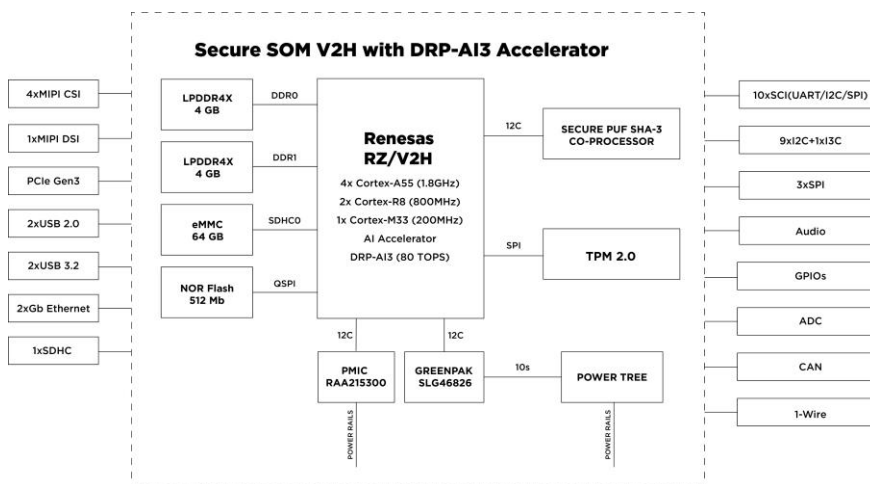 Secure SOM V2H with DRP-AI3 Accelerator
4xMIPI CSI
1xMIPI DSI
PCIe Gen3
2xUSB 2.0
2xUSB 3.2
2xGb Ethernet
1xSDHC
LPDDR4X
4 GB
DDR0
LPDDR4X
4 GB
DDR1
eMMC
64 GB
SDHC0
NOR Flash
512 Mb
QSPI
Renesas
RZ/V2H
4x Cortex-A55 (1.8GHz)
2x Cortex-R8 (800MHz)
1x Cortex-M33 (200MHz)
AI Accelerator
DRP-AI3 (80 TOPS)
12C
SECURE PUF SHA-3
CO-PROCESSOR
SPI
TPM 2.0
12C
12C
PMIC
RAA215300
GREENPAK
SLG46826
10s
POWER TREE
POWER RAILS
POWER RAILS
10xSCI(UART/I2C/SPI)
9xI2C+1xI3C
3xSPI
Audio
GPIOs
ADC
CAN
1-Wire